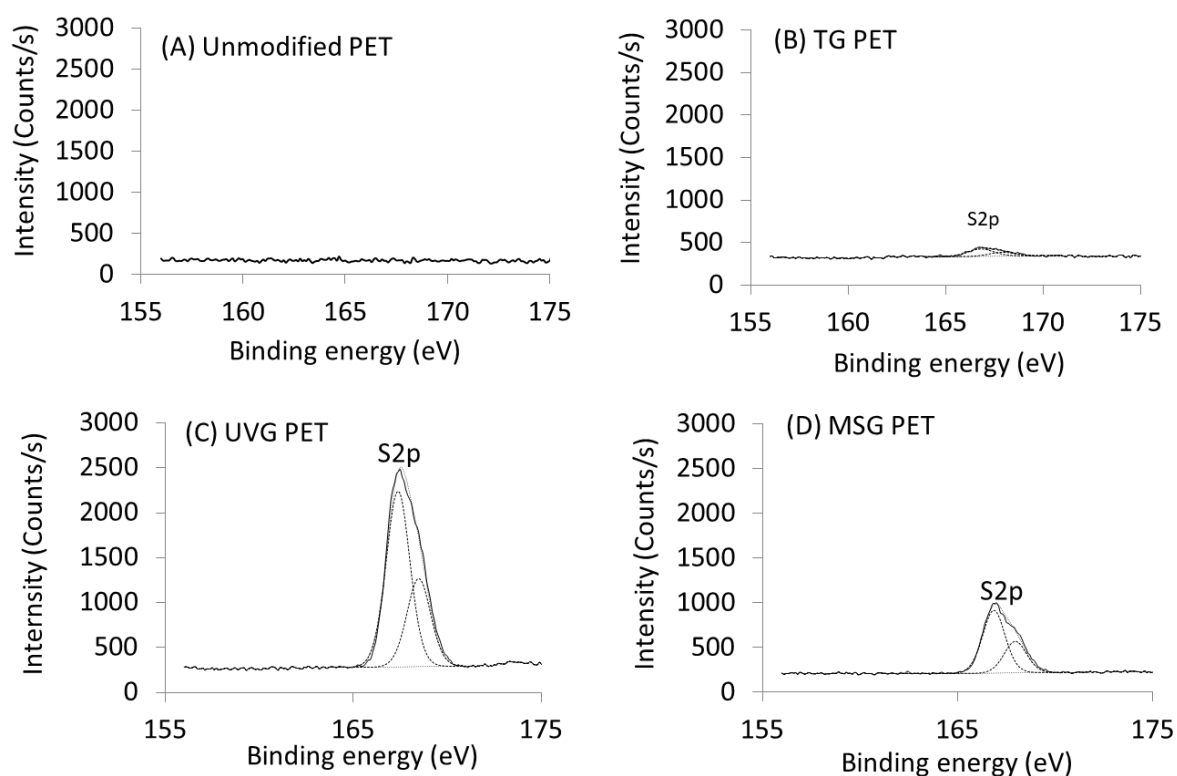 (A) Unmodified PET
Intensity (Counts/s)
3000
2500
2000
1500
1000
500
0
155 160 165 170 175
Binding energy (eV)
(B) TG PET
Intensity (Counts/s)
3000
2500
2000
1500
1000
500
0
S2p
155 160 165 170 175
Binding energy (eV)
(C) UVG PET
Internsity (Counts/s)
3000
2500
2000
1500
1000
500
0
S2p
155 165 175
Binding energy (eV)
(D) MSG PET
Intensity (Counts/s)
3000
2500
2000
1500
1000
500
0
S2p
155 165 175
Binding energy (eV)